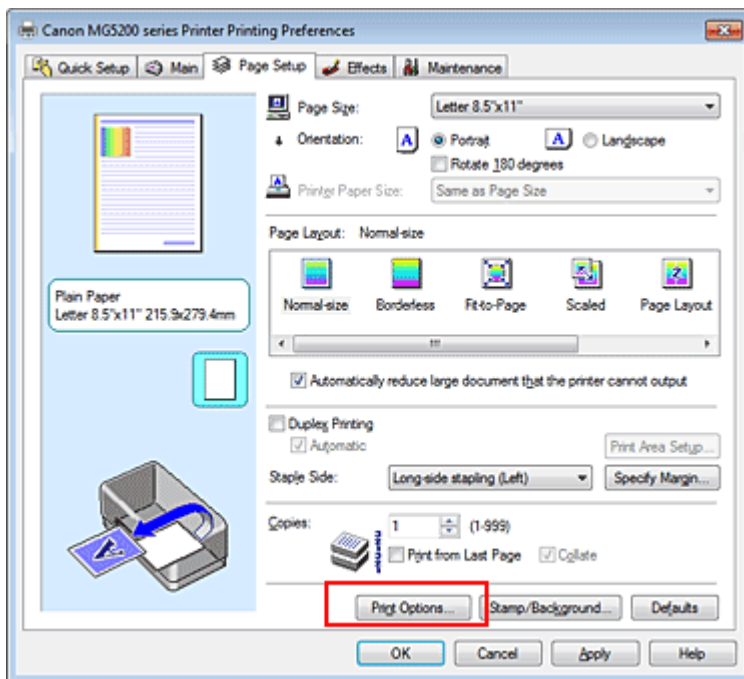 Canon MG5200 series Printer Printing Preferences
Quick Setup Main Page Setup Effects Maintenance
Page Size: Letter 8.5"x11"
Orientation: A Portrait A Landscape
Rotate 180 degrees
Printer Paper Size: Same as Page Size
Page Layout: Normal-size
Normal-size Borderless Fit-to-Page Scaled Page Layout
Plain Paper
Letter 8.5"x11" 215.9x279.4mm
Automatically reduce large document that the printer cannot output
Duplex Printing
Automatic Print Area Setup...
Staple Side: Long-side stapling (Left) Specify Margin...
Copies: 1 (1-999)
Print from Last Page Collate
Print Options... Stamp/Background... Defaults
OK Cancel Apply Help